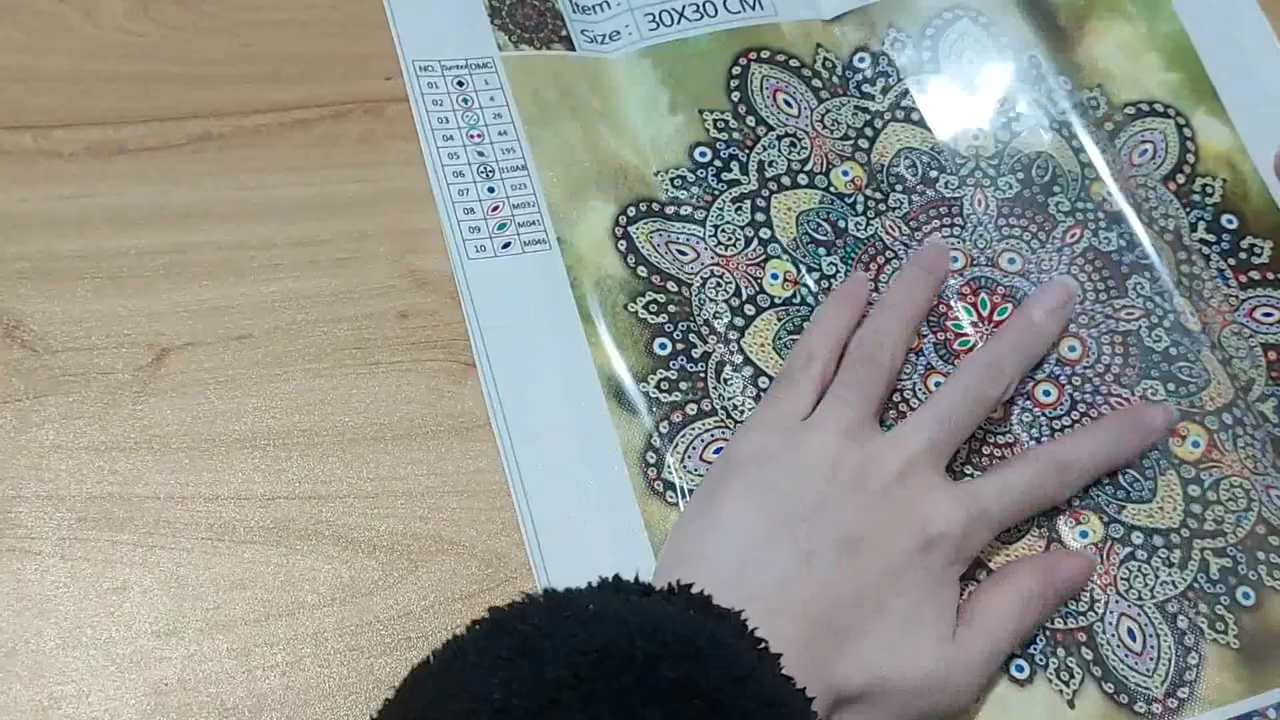 Item :
Size : 30X30 CM
NO. Symbol DMC
01 1
02 4
03 26
04 44
05 195
06 310AB
07 DZ3
08 M032
09 M041
10 M046